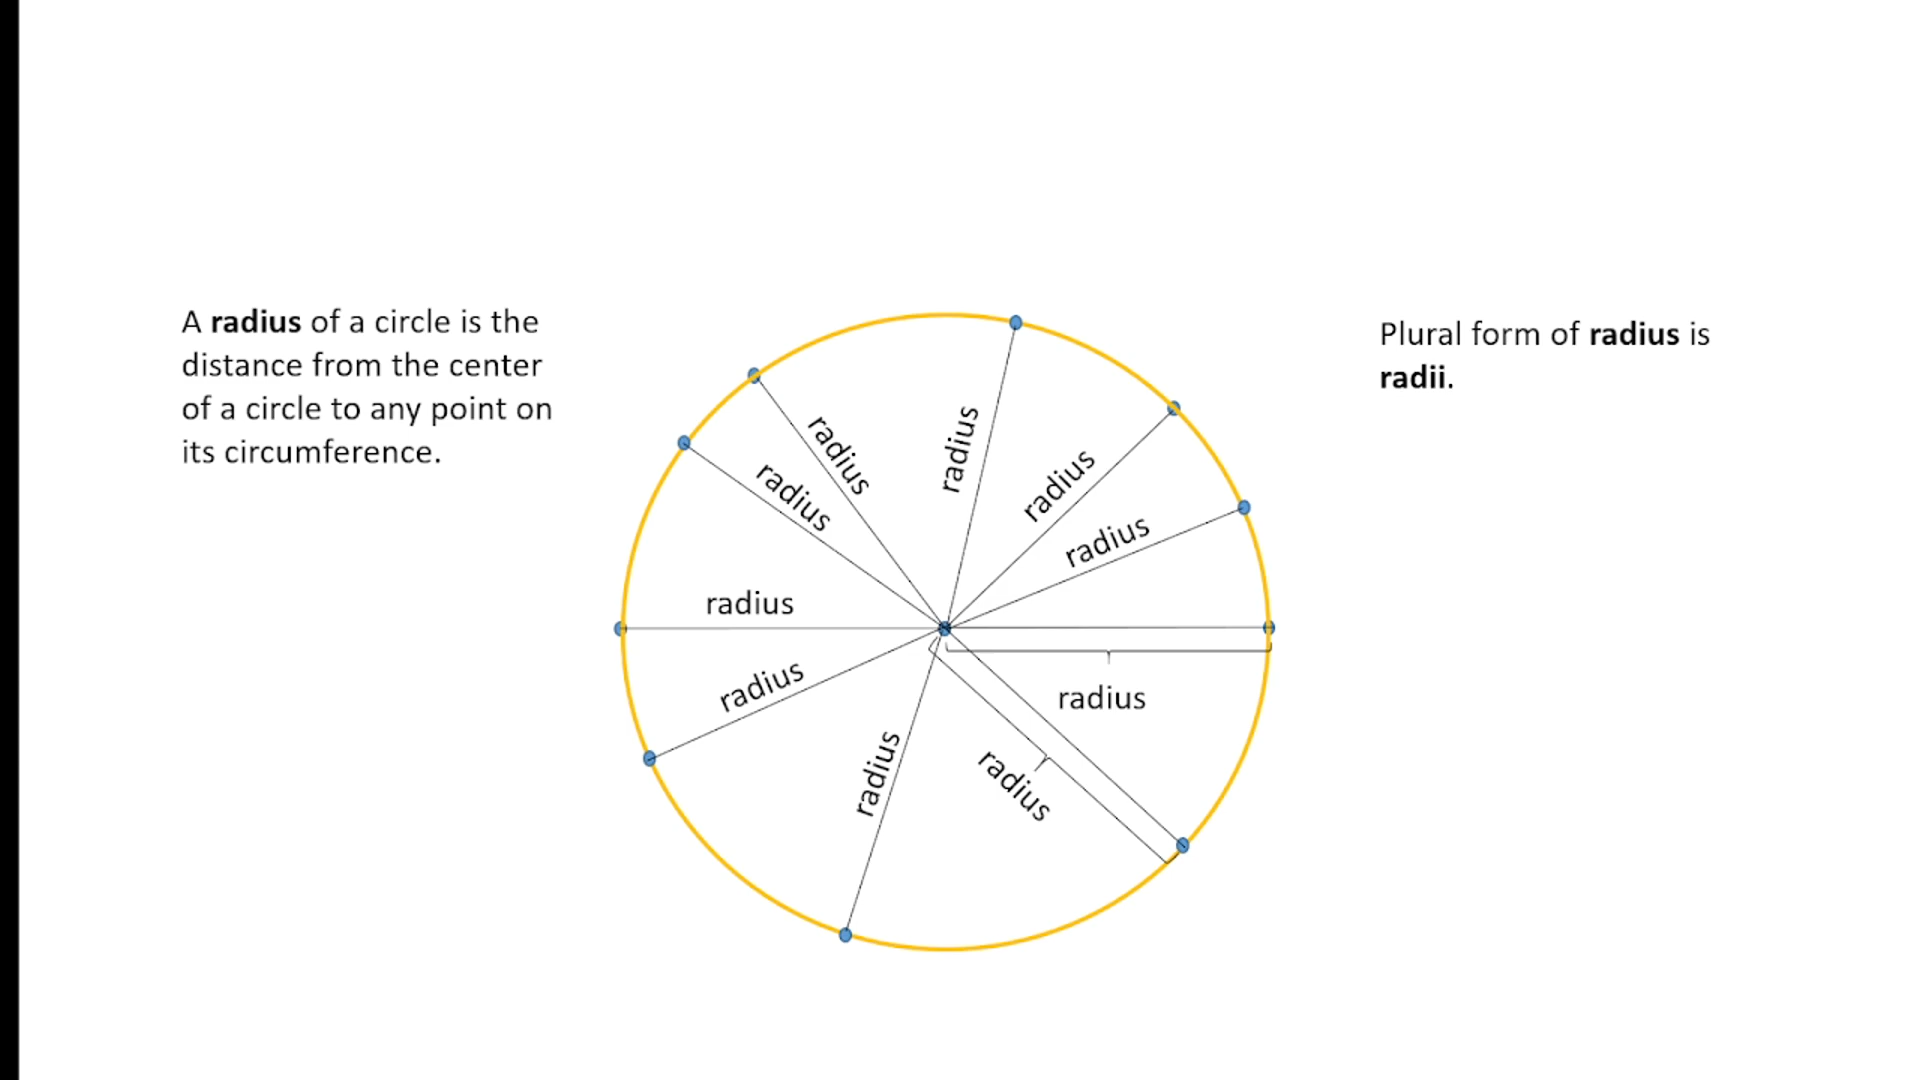 A radius of a circle is the
distance from the center
of a circle to any point on
its circumference.
Plural form of radius is
radii.
radius
radius
radius
radius
radius
radius
radius
radius
radius
radius